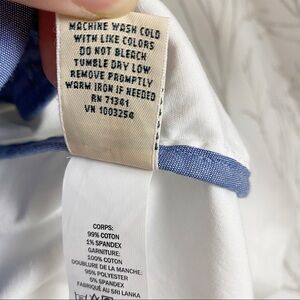 MACHINE WASH COLD
WITH LIKE COLORS
DO NOT BLEACH
TUMBLE DRY LOW
REMOVE PROMPTLY
WARM IRON IF NEEDED
RN 71341
VN 1003254
CORPS:
99% COTON
1% SPANDEX
GARNITURE:
100% COTON
DOUBLURE DE LA MANCHE:
95% POLYESTER
5% SPANDEX
FABRIQUÉ AU SRI LANKA